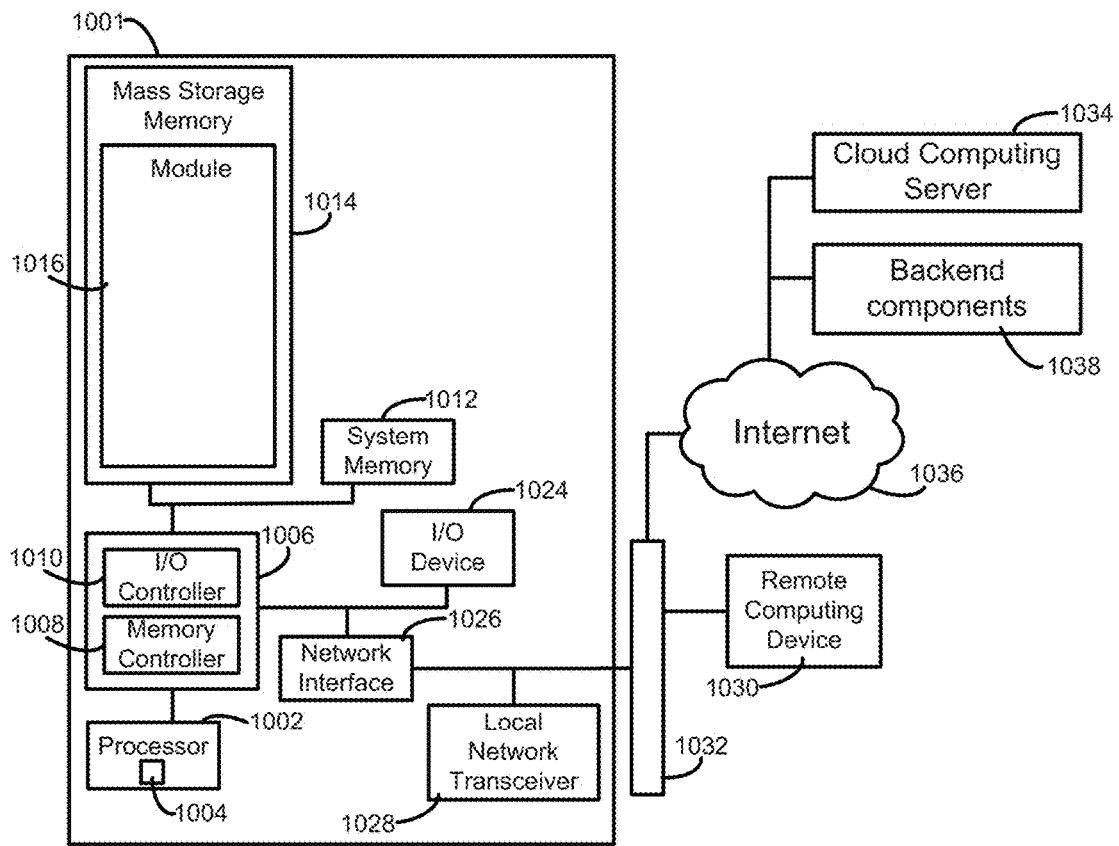 1001
Mass Storage
Memory
Module
1014
1016
1034
Cloud Computing
Server
Backend
components
1038
Internet
1036
1012
System
Memory
1024
I/O
Device
1006
1010
I/O
Controller
1008
Memory
Controller
1026
Network
Interface
Remote
Computing
Device
1030
1002
Processor
1004
Local
Network
Transceiver
1028
1032